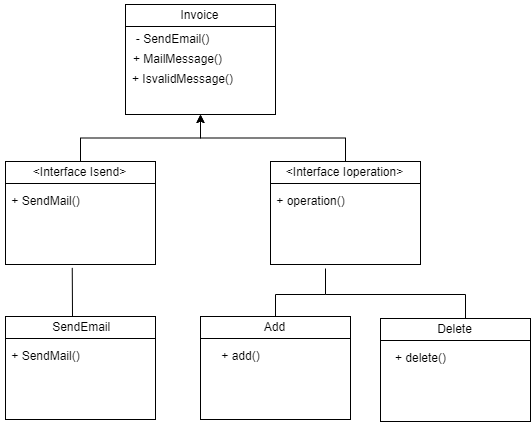 Invoice
- SendEmail()
+ MailMessage()
+ IsvalidMessage()
<Interface Isend>
+ SendMail()
<Interface Ioperation>
+ operation()
SendEmail
+ SendMail()
Add
+ add()
Delete
+ delete()